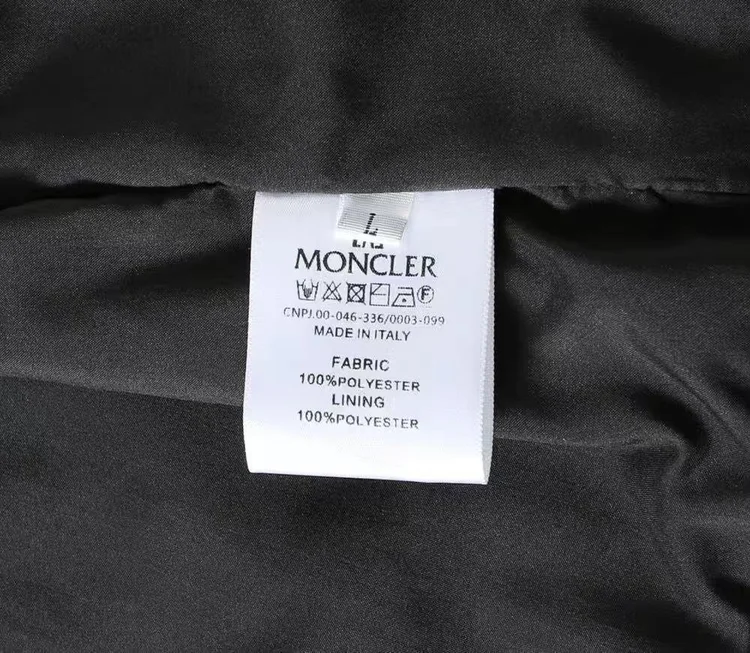 L
MONCLER
CNPJ.00-046-336/0003-099
MADE IN ITALY
FABRIC
100%POLYESTER
LINING
100%POLYESTER